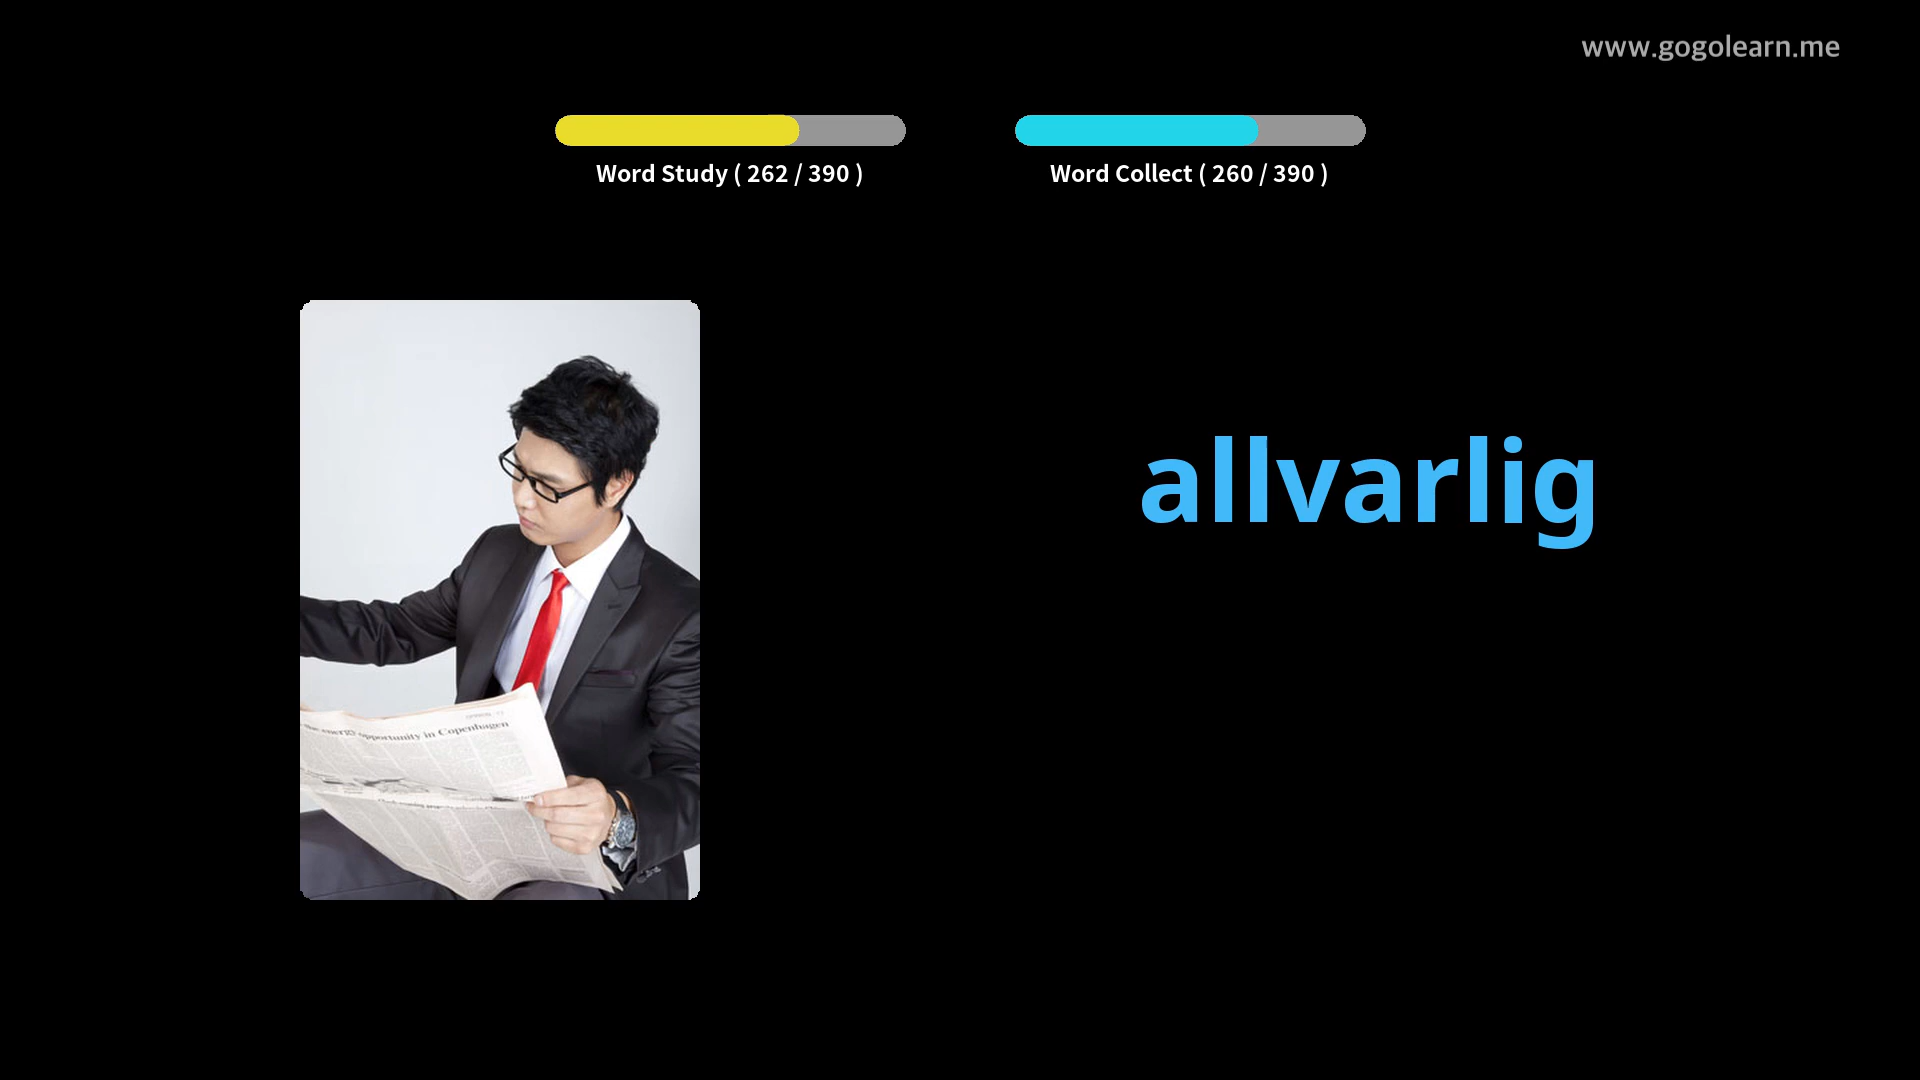 www.gogolearn.me
Word Study ( 262 / 390 )
Word Collect ( 260 / 390 )
allvarlig
opportunity in Copenhagen